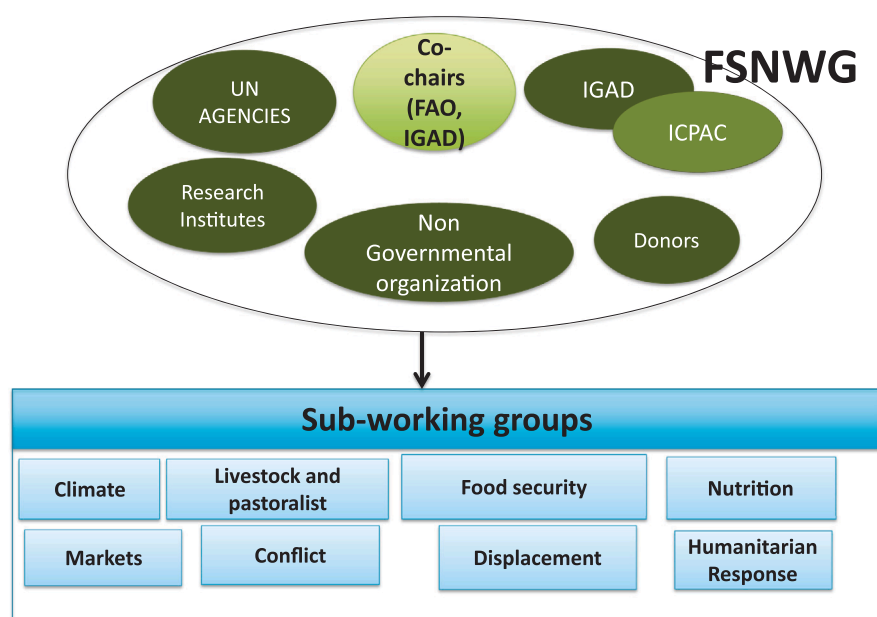 FSNWG
UN
AGENCIES
Co-
chairs
(FAO,
IGAD)
IGAD
ICPAC
Research
Institutes
Non
Governmental
organization
Donors
Sub-working groups
Climate
Livestock and
pastoralist
Food security
Nutrition
Markets
Conflict
Displacement
Humanitarian
Response